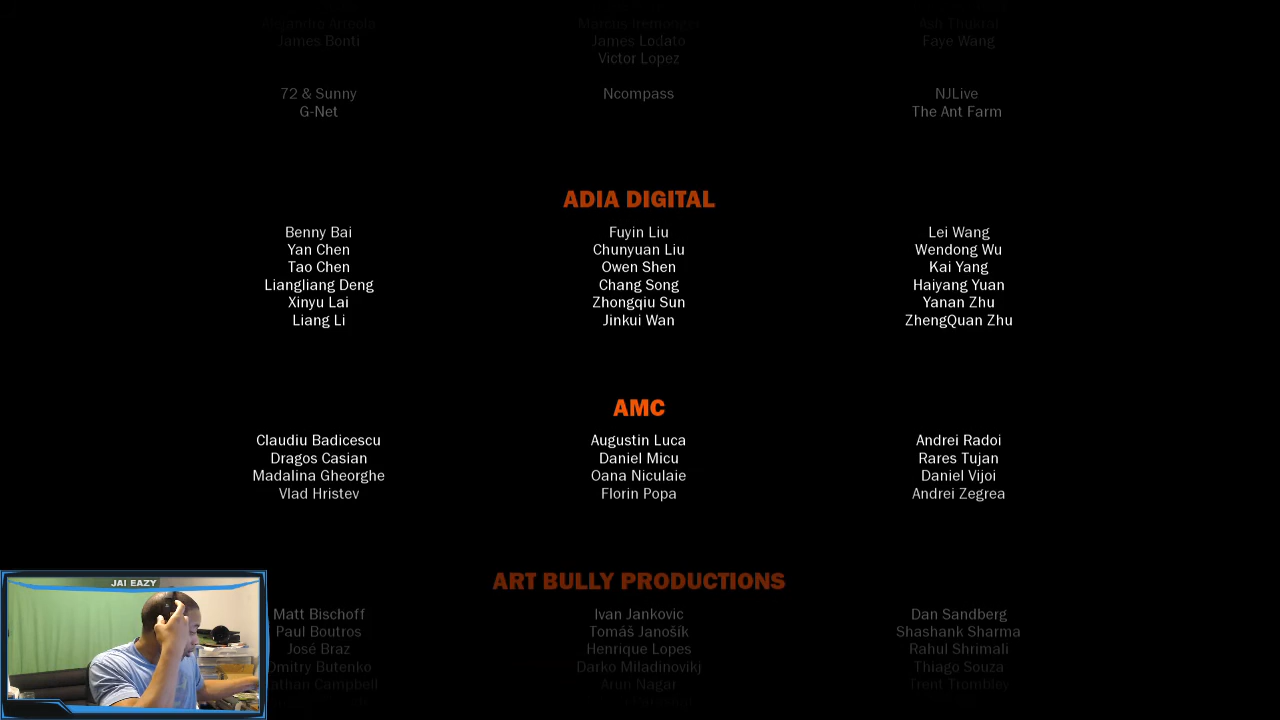 James Bonti
James Lodato
Faye Wang
Victor Lopez
72 & Sunny
Ncompass
NJLive
G-Net
The Ant Farm
ADIA DIGITAL
Benny Bai
Fuyin Liu
Lei Wang
Yan Chen
Chunyuan Liu
Wendong Wu
Tao Chen
Owen Shen
Kai Yang
Liangliang Deng
Chang Song
Haiyang Yuan
Xinyu Lai
Zhongqiu Sun
Yanan Zhu
Liang Li
Jinkui Wan
ZhengQuan Zhu
AMC
Claudiu Badicescu
Augustin Luca
Andrei Radoi
Dragos Casian
Daniel Micu
Rares Tujan
Madalina Gheorghe
Oana Niculaie
Daniel Vijoi
Vlad Hristev
Florin Popa
Andrei Zegrea
ART BULLY PRODUCTIONS
JAI EAZY
Matt Bischoff
Ivan Jankovic
Dan Sandberg
Paul Boutros
Tomáš Janošík
Shashank Sharma
José Braz
Henrique Lopes
Rahul Shrimali
Dmitry Butenko
Darko Miladinovikj
Thiago Souza
Campbell
Arun Nagar
Trent Trombley